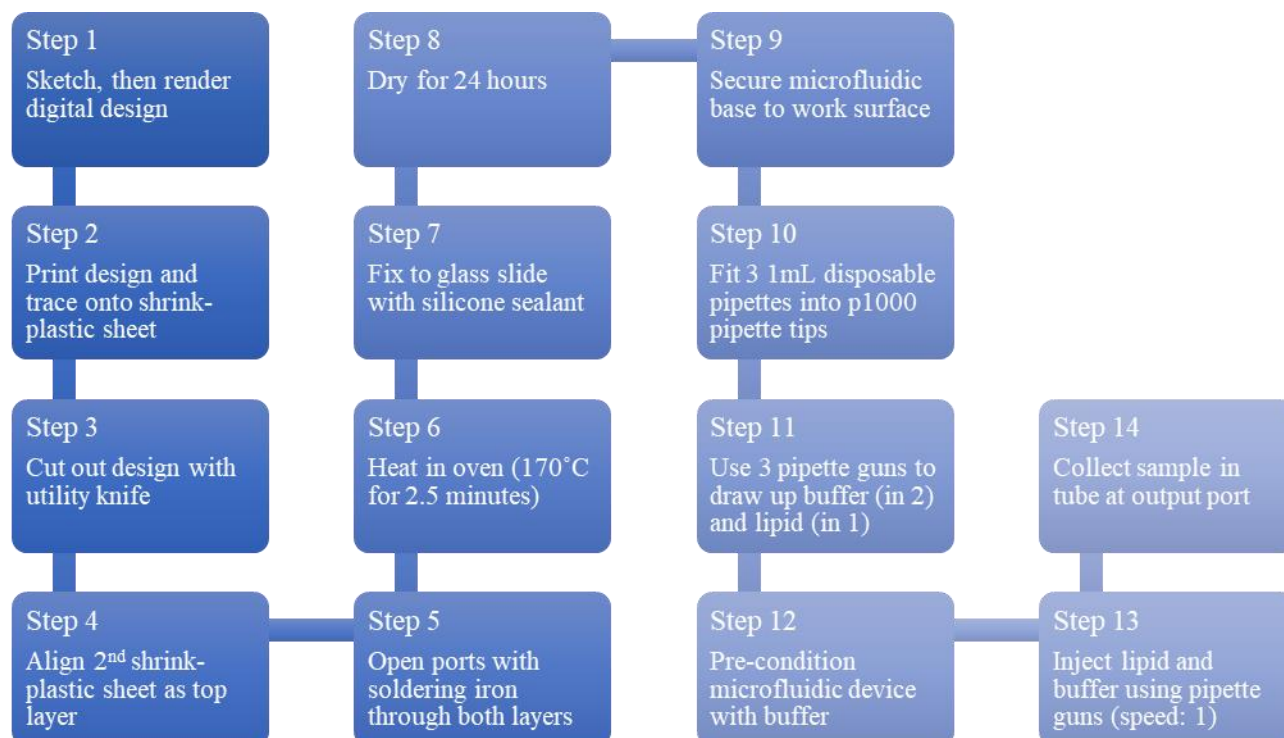 Step 1
Sketch, then render
digital design
Step 2
Print design and
trace onto shrink-
plastic sheet
Step 3
Cut out design with
utility knife
Step 4
Align 2nd shrink-
plastic sheet as top
layer
Step 5
Open ports with
soldering iron
through both layers
Step 6
Heat in oven (170˚C
for 2.5 minutes)
Step 7
Fix to glass slide
with silicone sealant
Step 8
Dry for 24 hours
Step 9
Secure microfluidic
base to work surface
Step 10
Fit 3 1mL disposable
pipettes into p1000
pipette tips
Step 11
Use 3 pipette guns to
draw up buffer (in 2)
and lipid (in 1)
Step 12
Pre-condition
microfluidic device
with buffer
Step 13
Inject lipid and
buffer using pipette
guns (speed: 1)
Step 14
Collect sample in
tube at output port